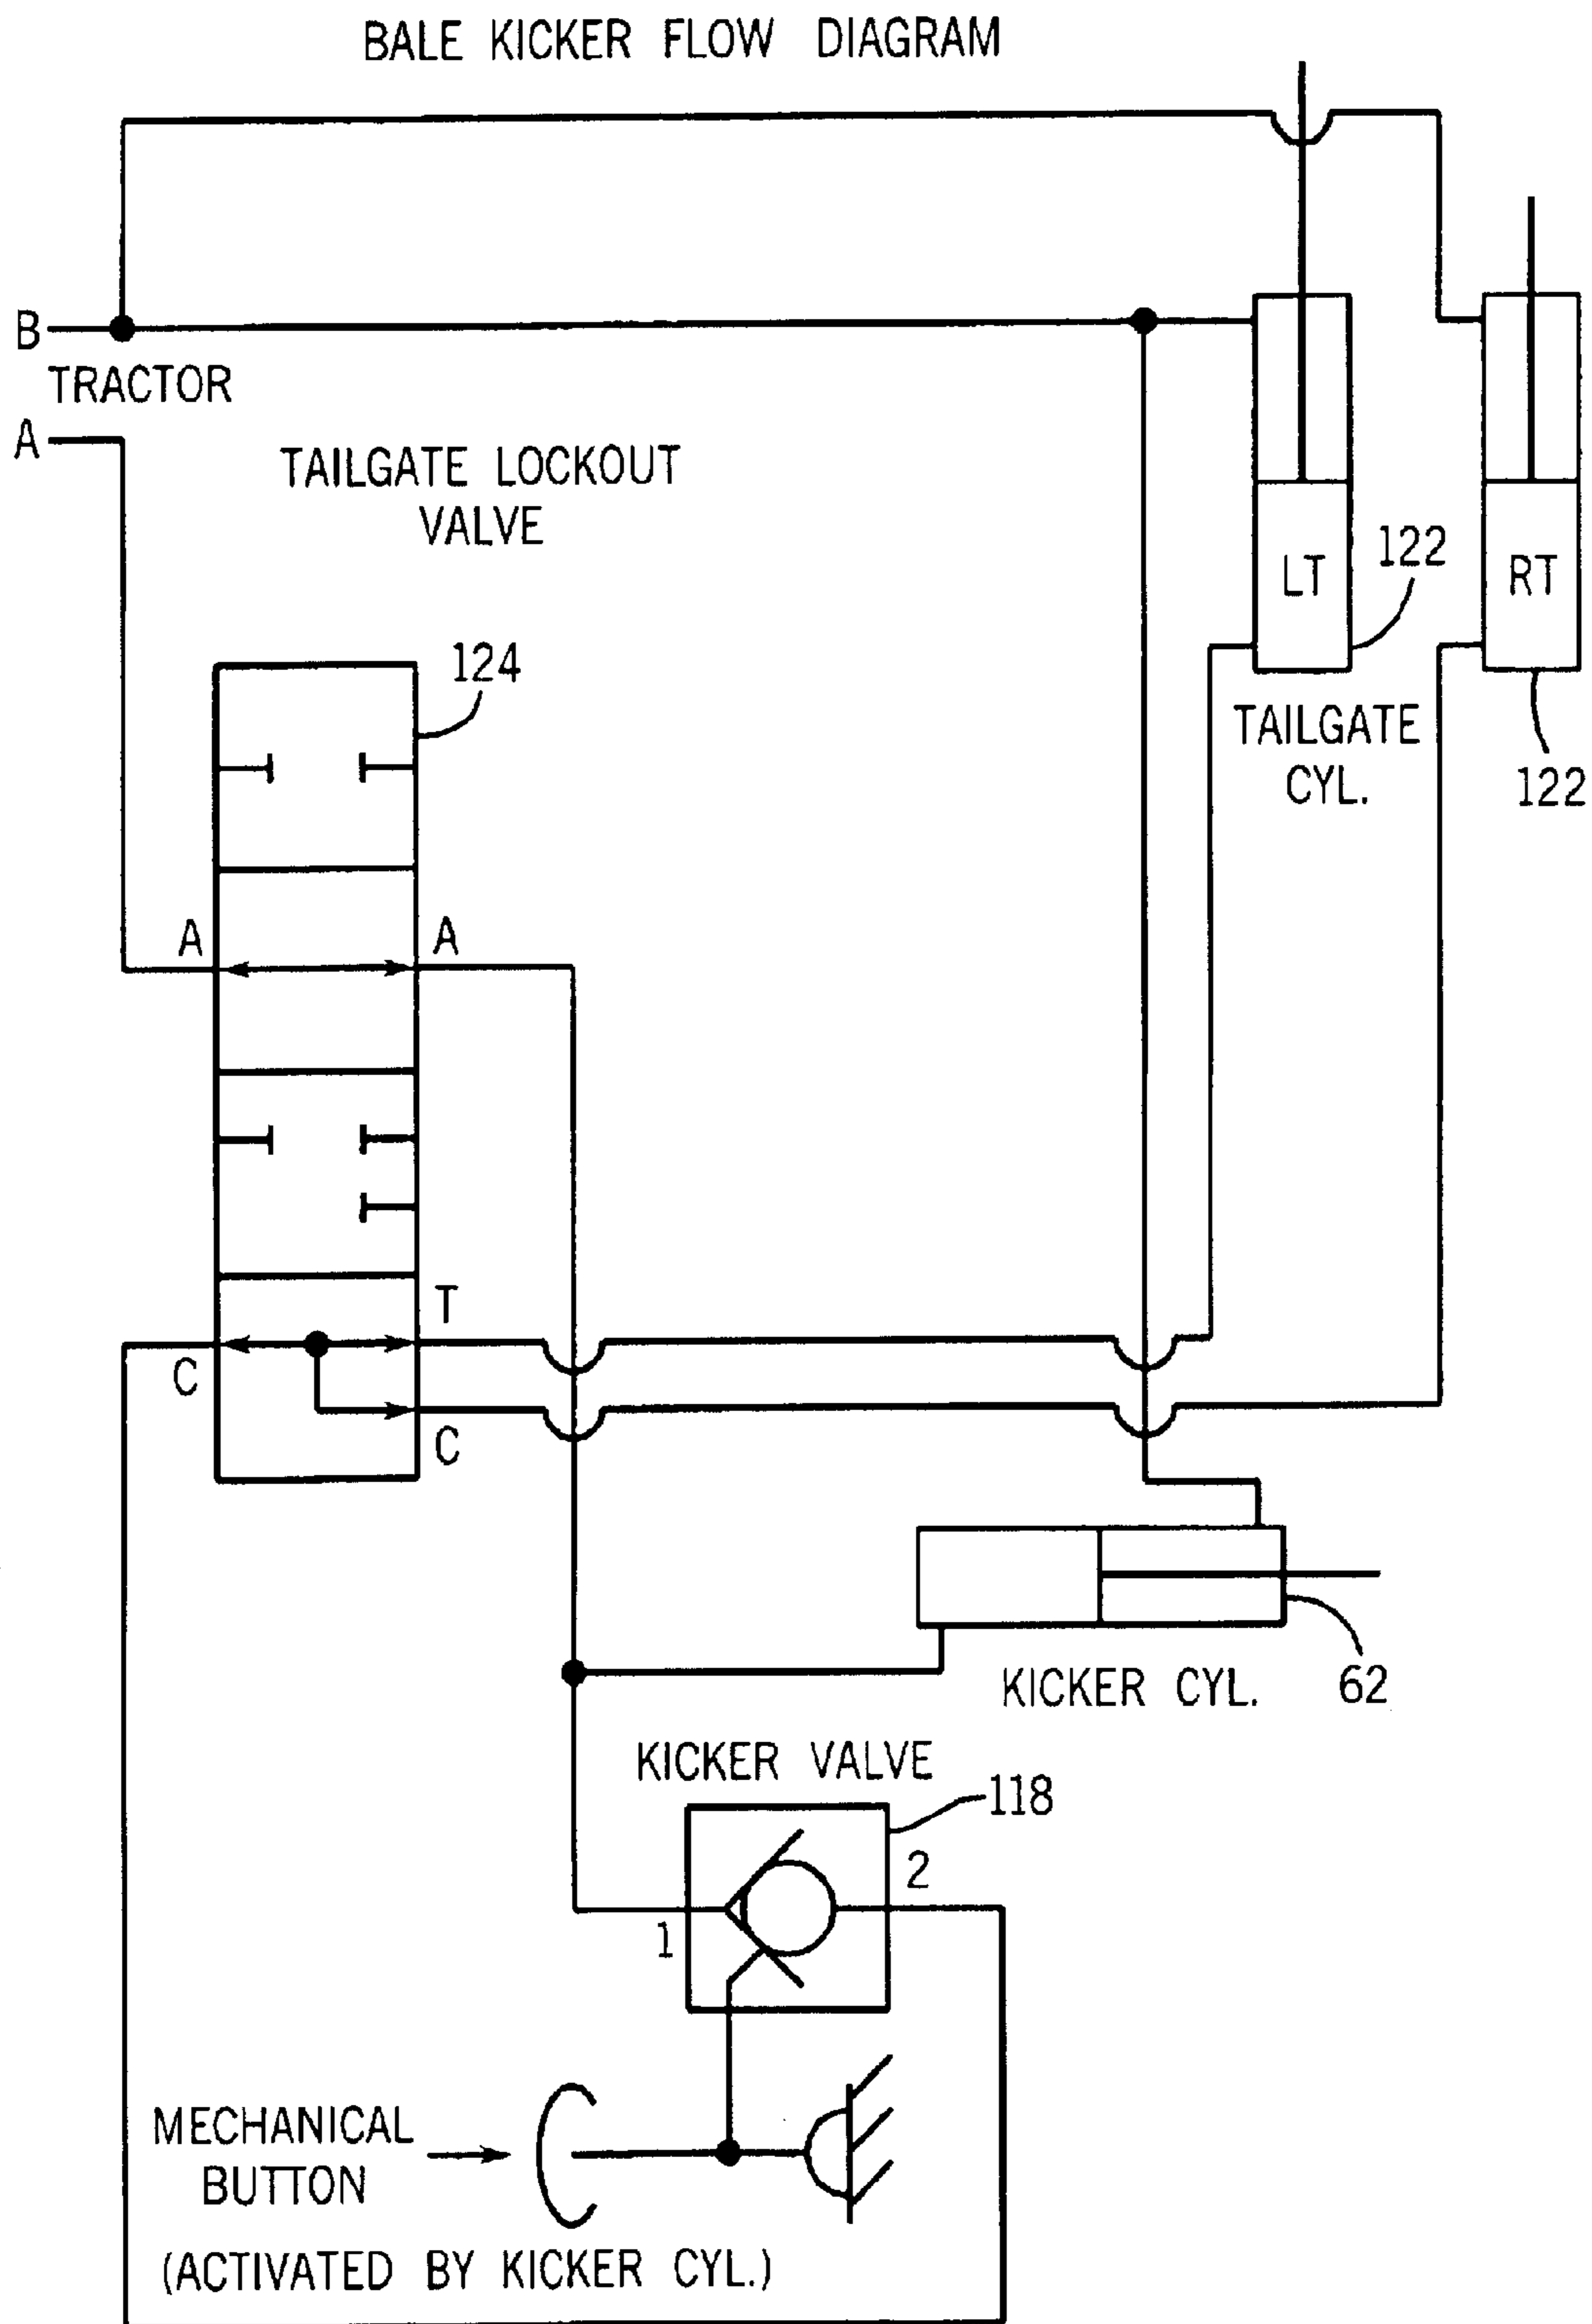 BALE KICKER FLOW DIAGRAM
B
TRACTOR
A
TAILGATE LOCKOUT
VALVE
LT
122
RT
124
TAILGATE
CYL.
122
A
A
T
C
C
KICKER CYL.
62
KICKER VALVE
118
2
1
MECHANICAL
BUTTON
(ACTIVATED BY KICKER CYL.)